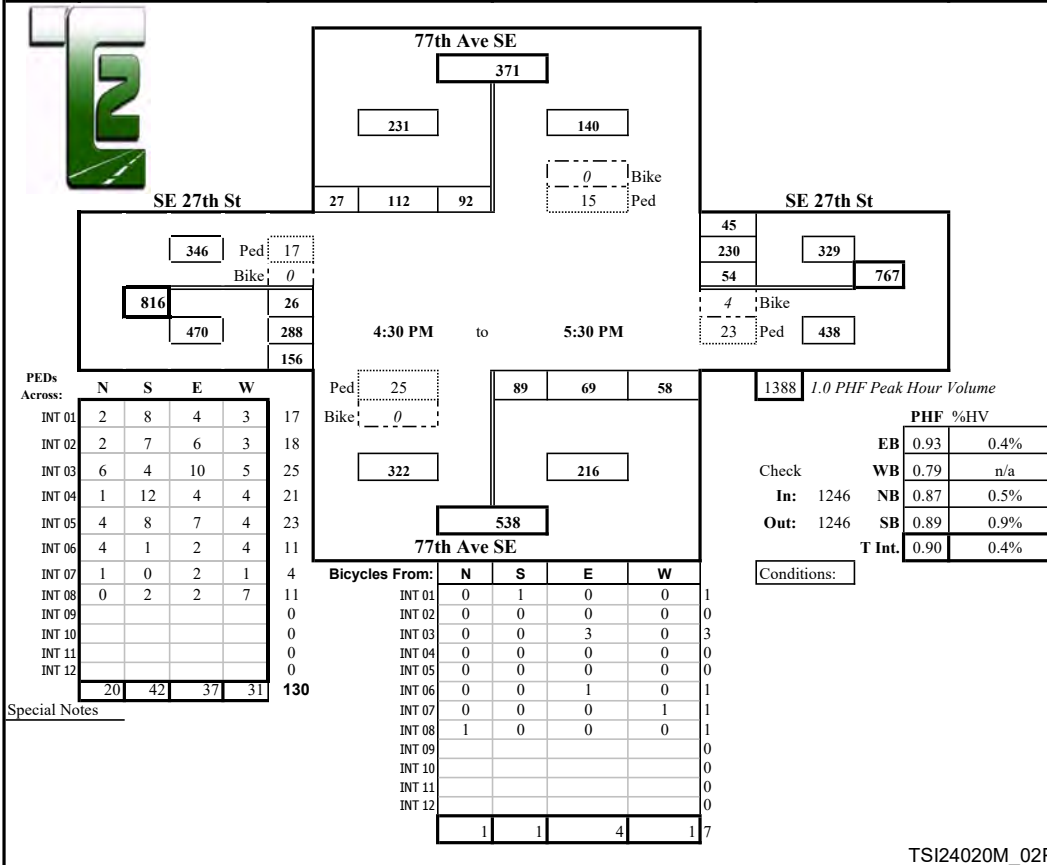 T2
77th Ave SE
371
231 140
0 Bike
15 Ped
SE 27th St 27 112 92 SE 27th St
45
346 Ped 17 230 329
Bike 0 54 767
816 26 4 Bike
470 288 4:30 PM to 5:30 PM 23 Ped 438
156
PEDs Across: N S E W
Ped 25 89 69 58 1388 1.0 PHF Peak Hour Volume
INT 01 2 8 4 3 17
Bike 0
PHF %HV
INT 02 2 7 6 3 18
EB 0.93 0.4%
INT 03 6 4 10 5 25
322 216 Check WB 0.79 n/a
INT 04 1 12 4 4 21
In: 1246 NB 0.87 0.5%
INT 05 4 8 7 4 23
538 Out: 1246 SB 0.89 0.9%
INT 06 4 1 2 4 11
77th Ave SE T Int. 0.90 0.4%
INT 07 1 0 2 1 4
Bicycles From: N S E W Conditions:
INT 08 0 2 2 7 11
INT 09 0
INT 10 0
INT 11 0
INT 12 0
20 42 37 31 130
Special Notes
INT 01 0 1 0 0 1
INT 02 0 0 0 0 0
INT 03 0 0 3 0 3
INT 04 0 0 0 0 0
INT 05 0 0 0 0 0
INT 06 0 0 1 0 1
INT 07 0 0 0 1 1
INT 08 1 0 0 0 1
INT 09 0
INT 10 0
INT 11 0
INT 12 0
1 1 4 1 7